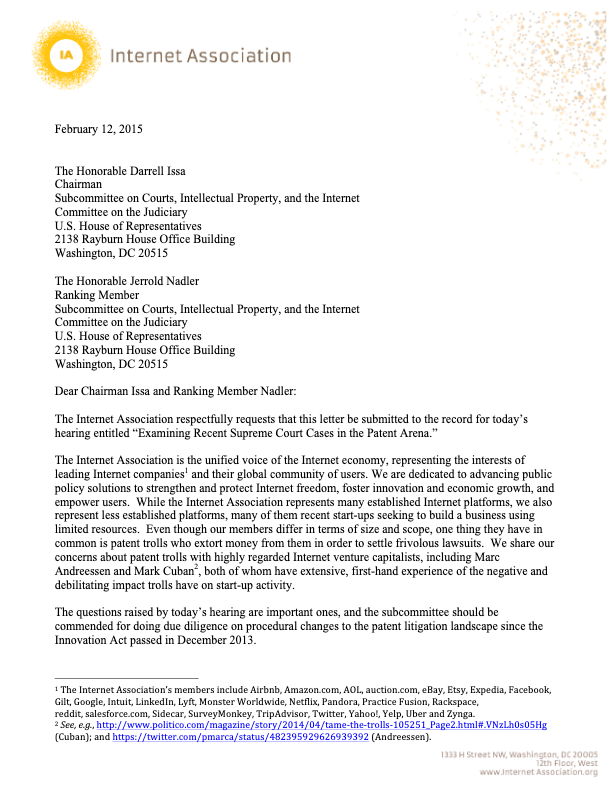 IA
Internet Association
February 12, 2015
The Honorable Darrell Issa
Chairman
Subcommittee on Courts, Intellectual Property, and the Internet
Committee on the Judiciary
U.S. House of Representatives
2138 Rayburn House Office Building
Washington, DC 20515
The Honorable Jerrold Nadler
Ranking Member
Subcommittee on Courts, Intellectual Property, and the Internet
Committee on the Judiciary
U.S. House of Representatives
2138 Rayburn House Office Building
Washington, DC 20515
Dear Chairman Issa and Ranking Member Nadler:
The Internet Association respectfully requests that this letter be submitted to the record for today’s
hearing entitled “Examining Recent Supreme Court Cases in the Patent Arena.”
The Internet Association is the unified voice of the Internet economy, representing the interests of
leading Internet companies¹ and their global community of users. We are dedicated to advancing public
policy solutions to strengthen and protect Internet freedom, foster innovation and economic growth, and
empower users.  While the Internet Association represents many established Internet platforms, we also
represent less established platforms, many of them recent start-ups seeking to build a business using
limited resources.  Even though our members differ in terms of size and scope, one thing they have in
common is patent trolls who extort money from them in order to settle frivolous lawsuits.  We share our
concerns about patent trolls with highly regarded Internet venture capitalists, including Marc
Andreessen and Mark Cuban², both of whom have extensive, first-hand experience of the negative and
debilitating impact trolls have on start-up activity.
The questions raised by today’s hearing are important ones, and the subcommittee should be
commended for doing due diligence on procedural changes to the patent litigation landscape since the
Innovation Act passed in December 2013.
¹ The Internet Association’s members include Airbnb, Amazon.com, AOL, auction.com, eBay, Etsy, Expedia, Facebook,
Gilt, Google, Intuit, LinkedIn, Lyft, Monster Worldwide, Netflix, Pandora, Practice Fusion, Rackspace,
reddit, salesforce.com, Sidecar, SurveyMonkey, TripAdvisor, Twitter, Yahoo!, Yelp, Uber and Zynga.
² See, e.g., http://www.politico.com/magazine/story/2014/04/tame-the-trolls-105251_Page2.html#.VNzLh0s05Hg
(Cuban); and https://twitter.com/pmarca/status/482395929626939392 (Andreessen).
1333 H Street NW, Washington, DC 20005
12th Floor, West
www.Internet Association.org